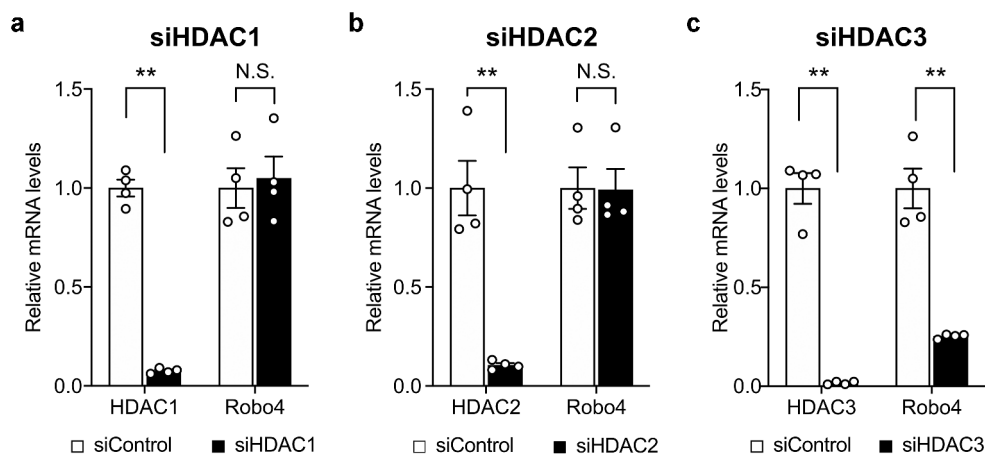 a
siHDAC1
**
N.S.
Relative mRNA levels
1.5
1.0
0.5
0.0
HDAC1
Robo4
siControl
siHDAC1
b
siHDAC2
**
N.S.
Relative mRNA levels
1.5
1.0
0.5
0.0
HDAC2
Robo4
siControl
siHDAC2
c
siHDAC3
**
**
Relative mRNA levels
1.5
1.0
0.5
0.0
HDAC3
Robo4
siControl
siHDAC3